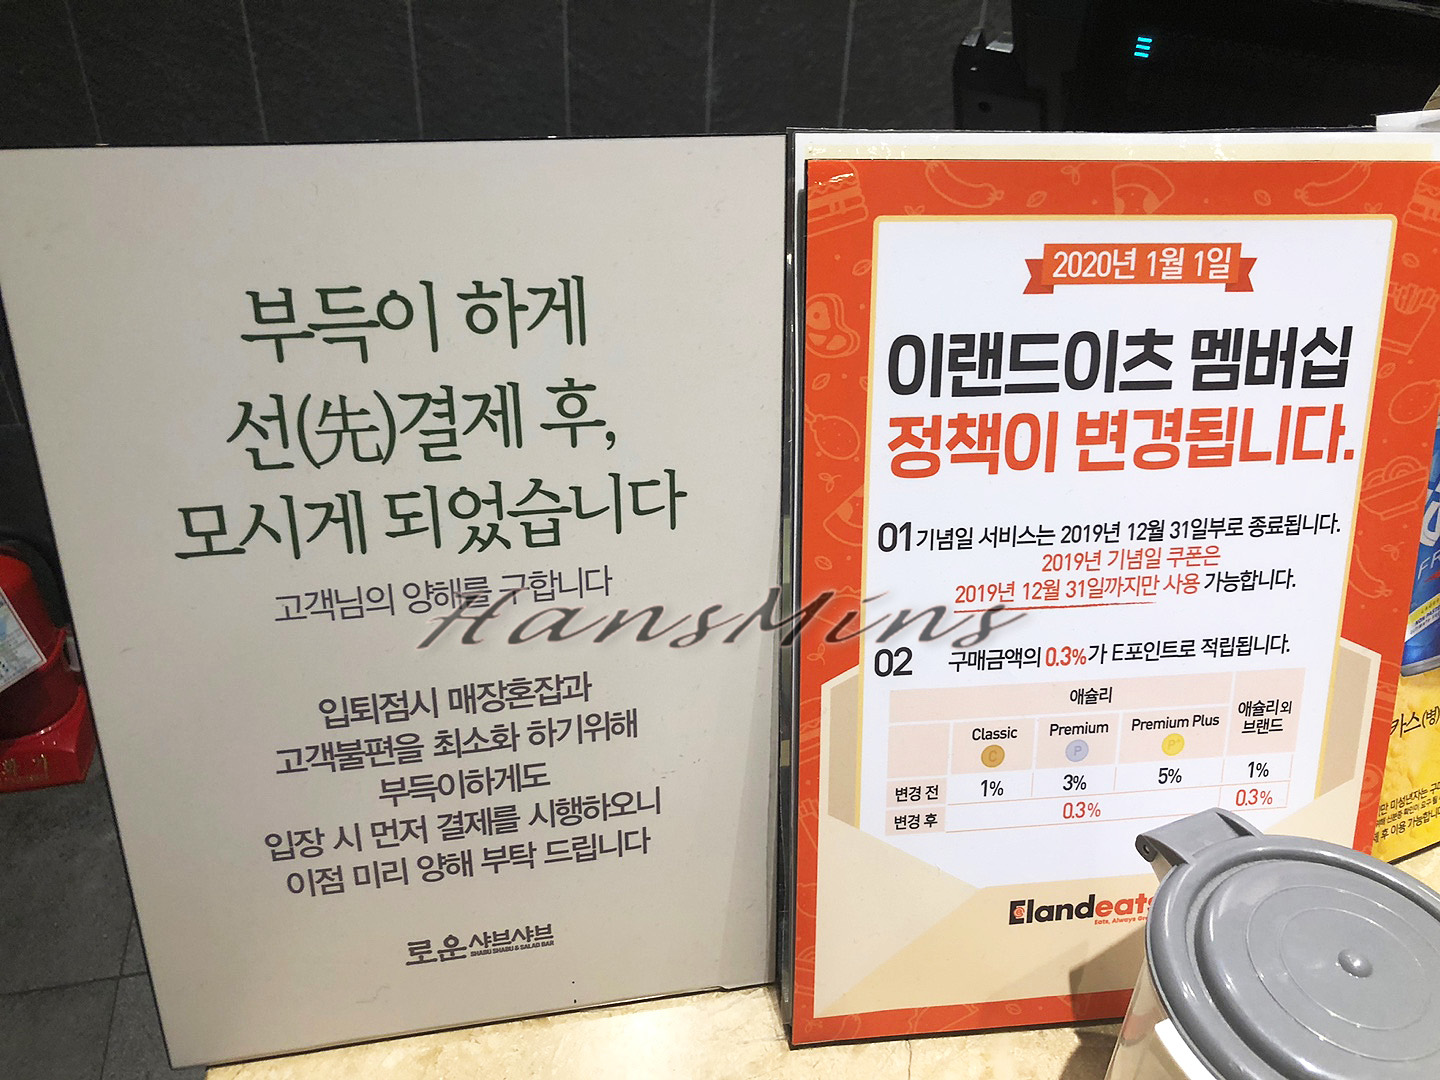 부득이 하게
선(先)결제 후,
모시게 되었습니다
고객님의 양해를 구합니다
입퇴점시 매장혼잡과
고객불편을 최소화 하기위해
부득이하게도
입장 시 먼저 결제를 시행하오니
이점 미리 양해 부탁 드립니다
로운 샤브샤브
SHABU SHABU & SALAD BAR
HansMins
2020년 1월 1일
이랜드이츠 멤버십
정책이 변경됩니다.
01 기념일 서비스는 2019년 12월 31일부로 종료됩니다.
2019년 기념일 쿠폰은
2019년 12월 31일까지만 사용 가능합니다.
02 구매금액의 0.3%가 E포인트로 적립됩니다.
애슐리
애슐리 외
브랜드
Classic Premium Premium Plus
C P P+
변경 전 1% 3% 5% 1%
변경 후 0.3% 0.3%
Elandeats
Eats, Always
카스(병)